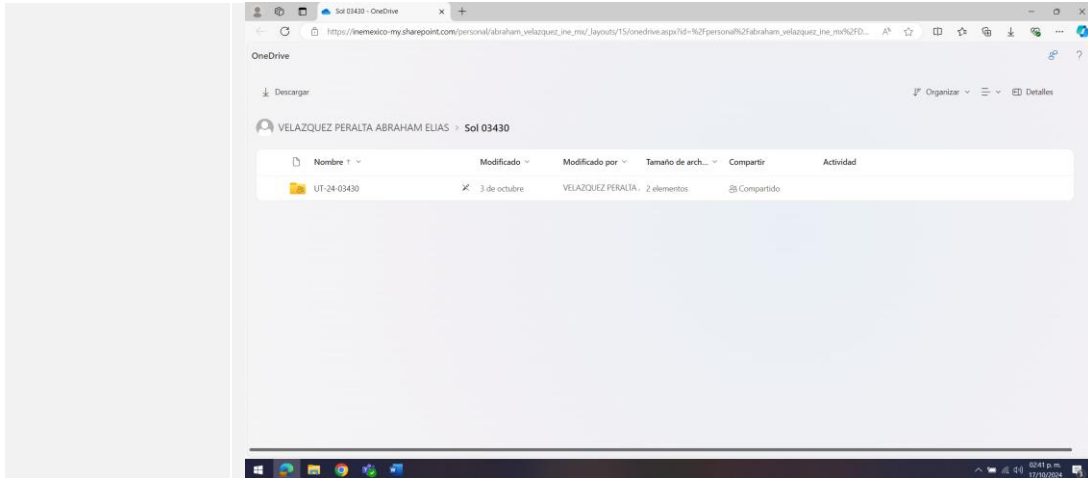 Sol 03430 - OneDrive
https://inemexico-my.sharepoint.com/personal/abraham_velazquez_ine_mx/_layouts/15/onedrive.aspx?id=%2Fpersonal%2Fabraham_velazquez_ine_mx%2FD...
OneDrive
Descargar Organizar Detalles
VELAZQUEZ PERALTA ABRAHAM ELIAS > Sol 03430
Nombre ↑ Modificado Modificado por Tamaño de arch... Compartir Actividad
UT-24-03430 3 de octubre VELAZQUEZ PERALTA . 2 elementos Compartido
02:41 p. m.
17/10/2024